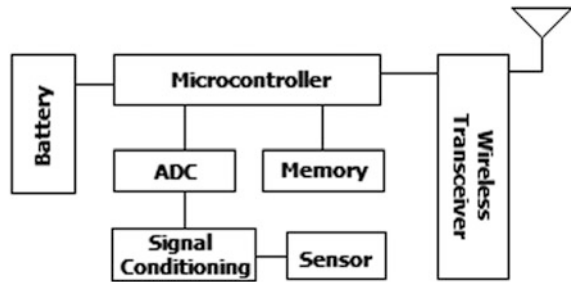 Battery
Microcontroller
Wireless
Transceiver
ADC
Memory
Signal
Conditioning
Sensor